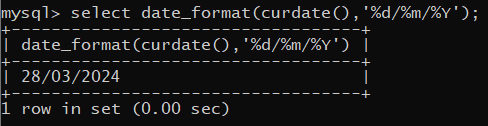 mysql> select date_format(curdate(),'%d/%m/%Y');
+-----------------------------------+
| date_format(curdate(),'%d/%m/%Y') |
+-----------------------------------+
| 28/03/2024                        |
+-----------------------------------+
1 row in set (0.00 sec)